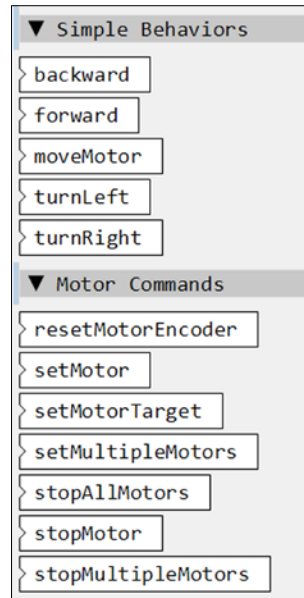 ▼ Simple Behaviors
backward
forward
moveMotor
turnLeft
turnRight
▼ Motor Commands
resetMotorEncoder
setMotor
setMotorTarget
setMultipleMotors
stopAllMotors
stopMotor
stopMultipleMotors